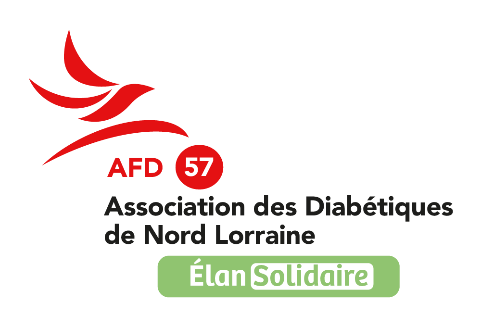 AFD 57
Association des Diabétiques
de Nord Lorraine
Élan Solidaire